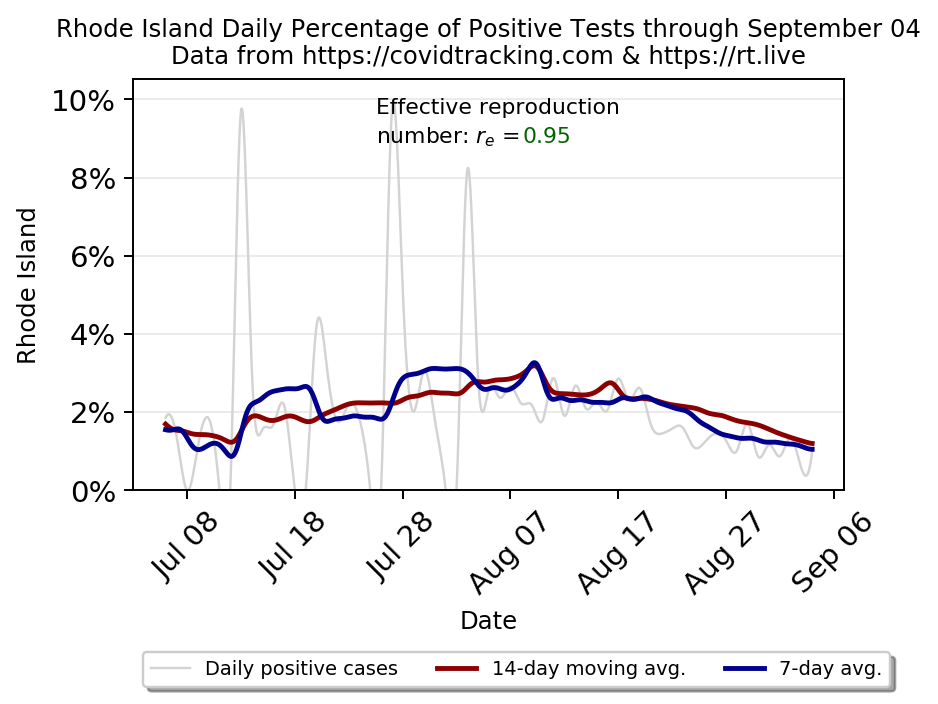 Rhode Island Daily Percentage of Positive Tests through September 04
Data from https://covidtracking.com & https://rt.live
Effective reproduction
number: rₑ =0.95
10%
8%
6%
4%
2%
0%
Rhode Island
Jul 08
Jul 18
Jul 28
Aug 07
Aug 17
Aug 27
Sep 06
Date
Daily positive cases
14-day moving avg.
7-day avg.